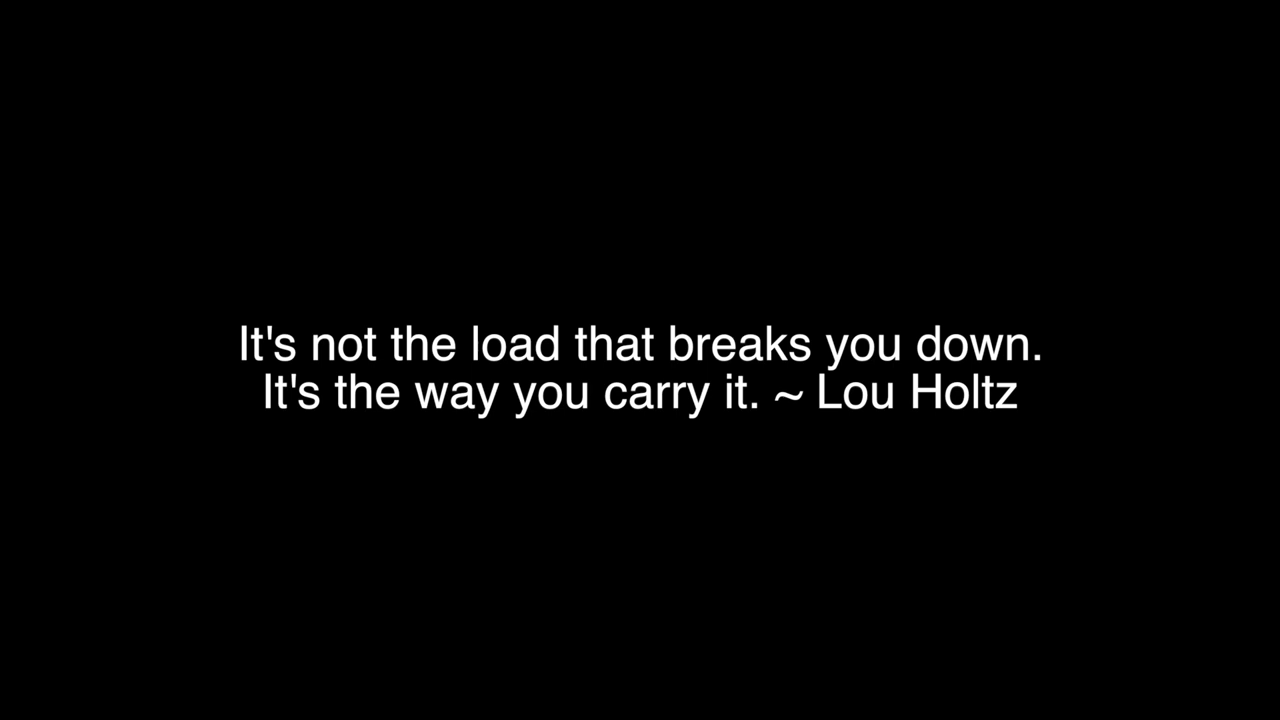 It's not the load that breaks you down.
It's the way you carry it. ~ Lou Holtz